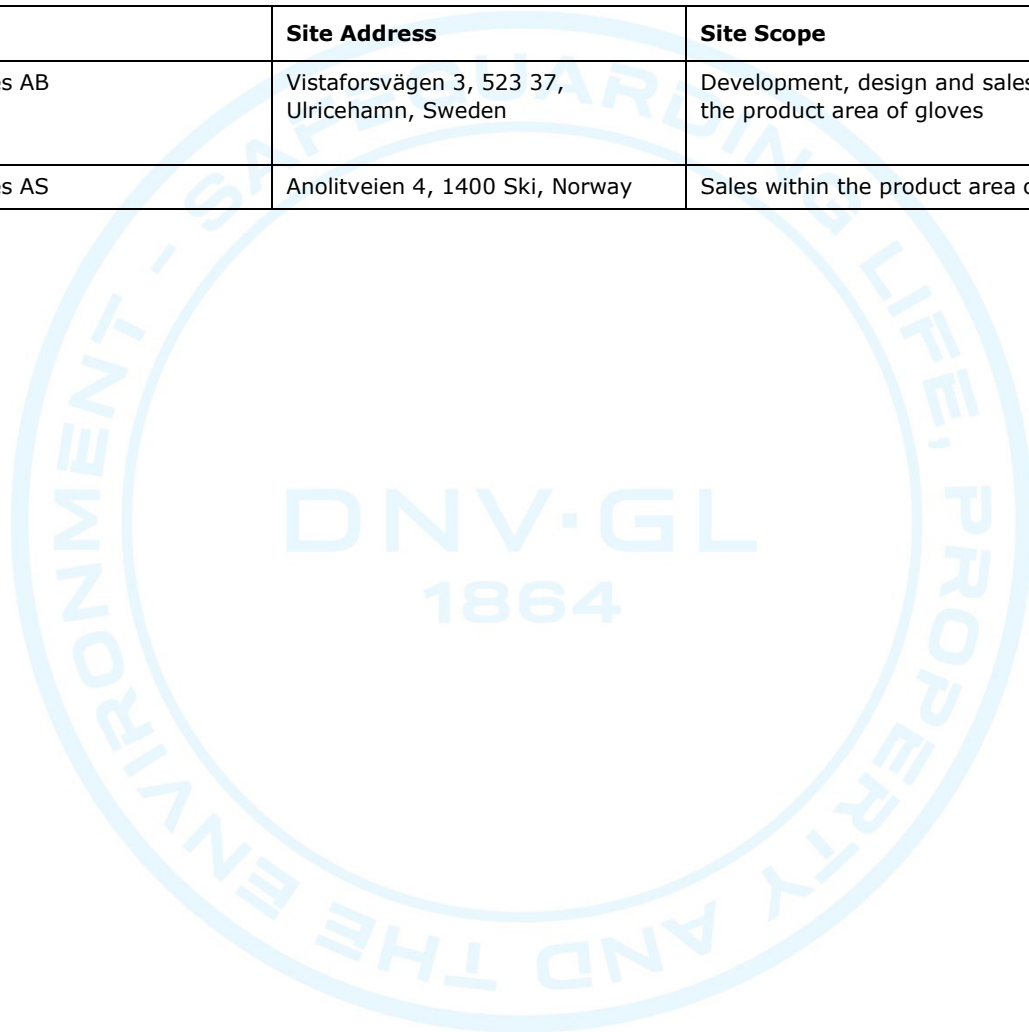 Site Address Site Scope
AB Vistaforsvägen 3, 523 37, Development, design and sales
Ulricehamn, Sweden the product area of gloves
AS Anolitveien 4, 1400 Ski, Norway Sales within the product area
SAFEGUARDING LIFE, PROPERTY AND THE ENVIRONMENT -
DNV·GL
1864